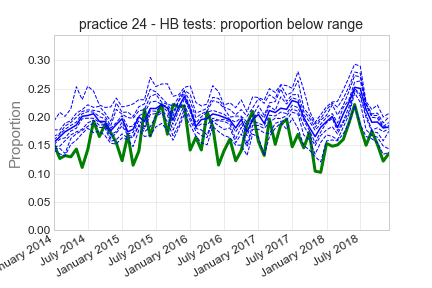 practice 24 - HB tests: proportion below range
Proportion
0.30
0.25
0.20
0.15
0.10
0.05
0.00
nuary 2014
July 2014
January 2015
July 2015
January 2016
July 2016
January 2017
July 2017
January 2018
July 2018